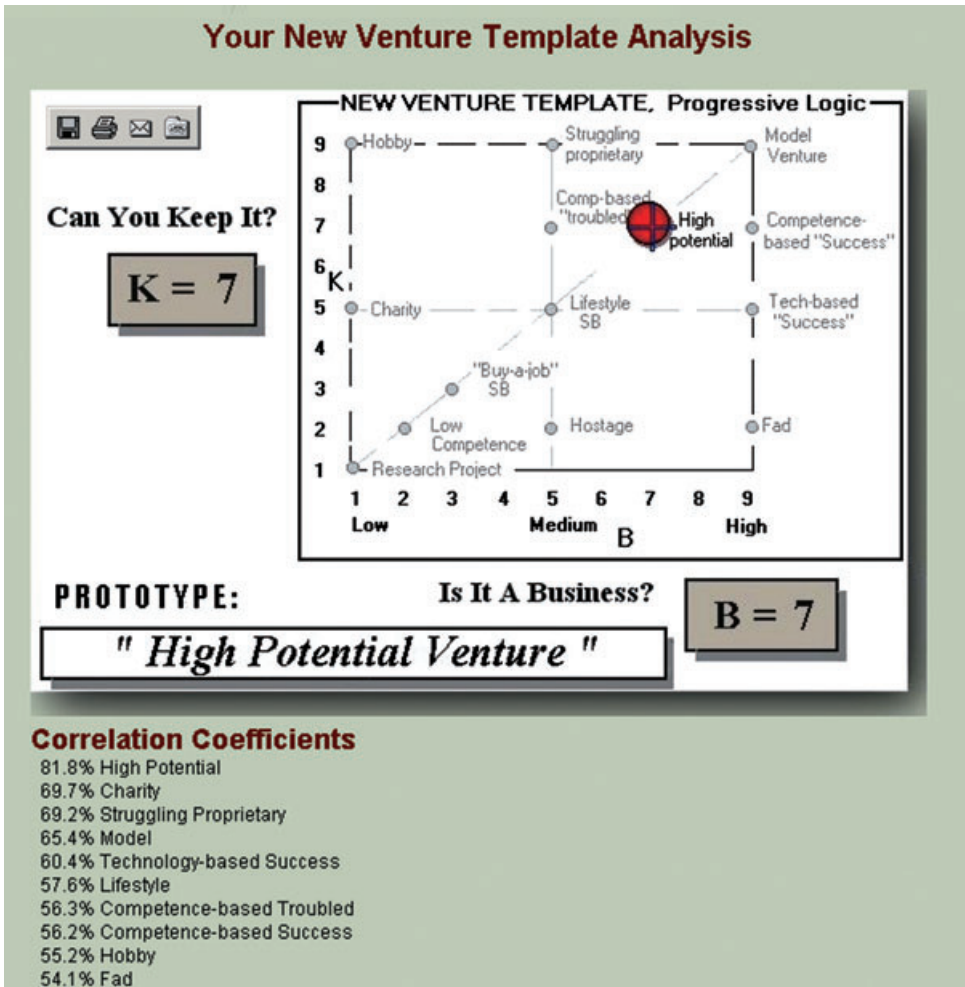 Your New Venture Template Analysis
NEW VENTURE TEMPLATE, Progressive Logic
9
Hobby
Struggling
proprietary
Model
Venture
8
Can You Keep It?
Comp-based
"troubled"
7
High
potential
Competence-
based "Success"
K = 7
6
K
5
Charity
Lifestyle
SB
Tech-based
"Success"
4
3
"Buy-a-job"
SB
2
Low
Competence
Hostage
Fad
1
Research Project
1 2 3 4 5 6 7 8 9
Low Medium High
B
PROTOTYPE:
Is It A Business?
B = 7
" High Potential Venture "
Correlation Coefficients
81.8% High Potential
69.7% Charity
69.2% Struggling Proprietary
65.4% Model
60.4% Technology-based Success
57.6% Lifestyle
56.3% Competence-based Troubled
56.2% Competence-based Success
55.2% Hobby
54.1% Fad